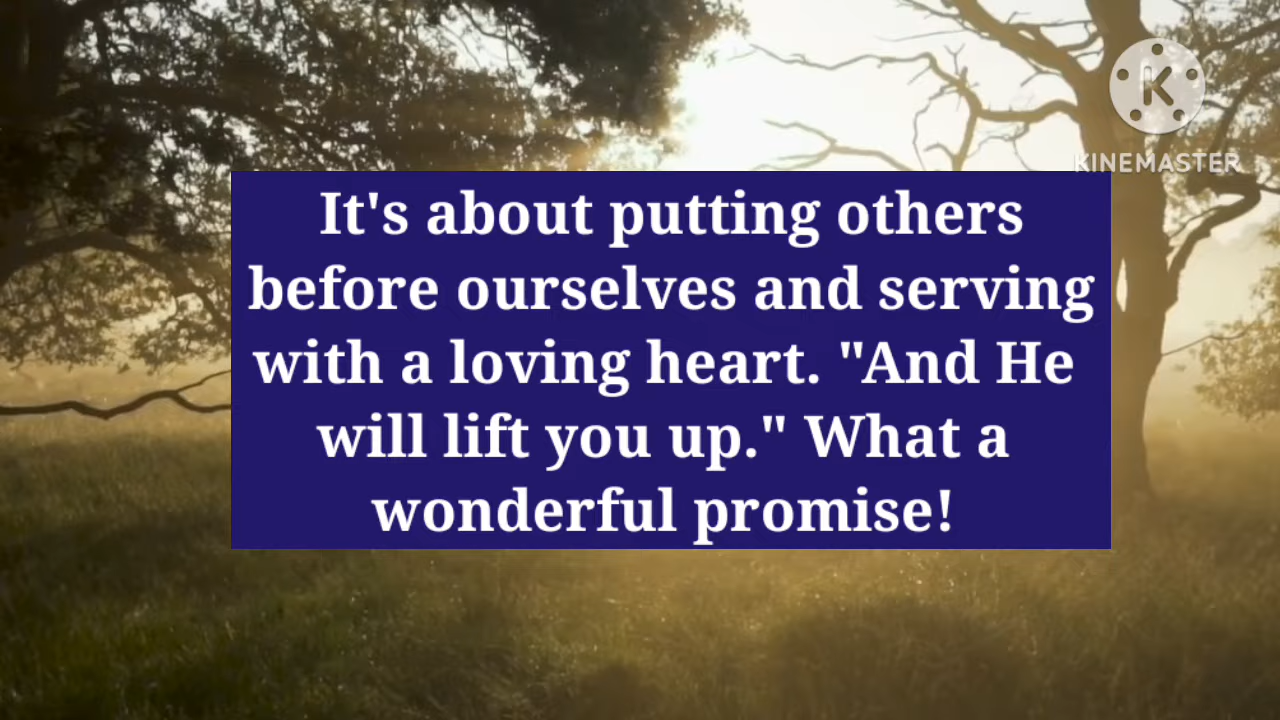 K
KINEMASTER
It's about putting others
before ourselves and serving
with a loving heart. "And He
will lift you up." What a
wonderful promise!